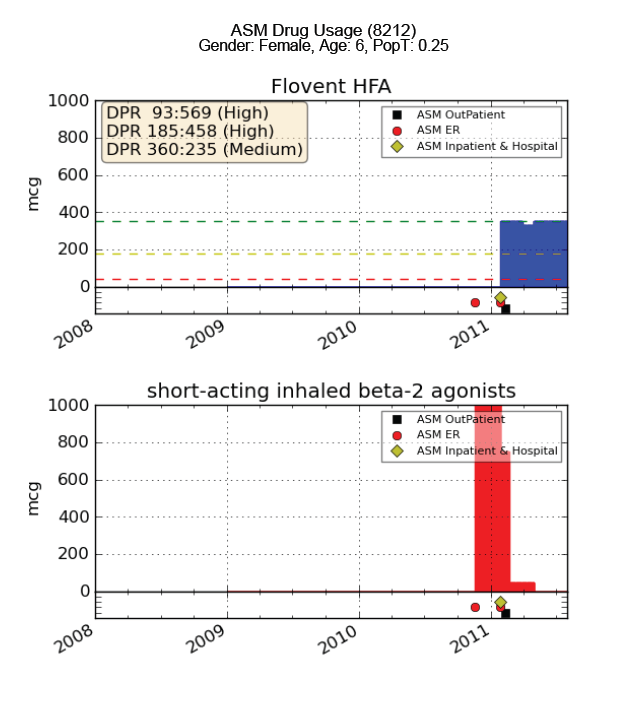 ASM Drug Usage (8212)
Gender: Female, Age: 6, PopT: 0.25
Flovent HFA
1000
800
600
400
200
0
mcg
DPR  93:569 (High)
DPR 185:458 (High)
DPR 360:235 (Medium)
ASM OutPatient
ASM ER
ASM Inpatient & Hospital
2008
2009
2010
2011
short-acting inhaled beta-2 agonists
1000
800
600
400
200
0
mcg
ASM OutPatient
ASM ER
ASM Inpatient & Hospital
2008
2009
2010
2011